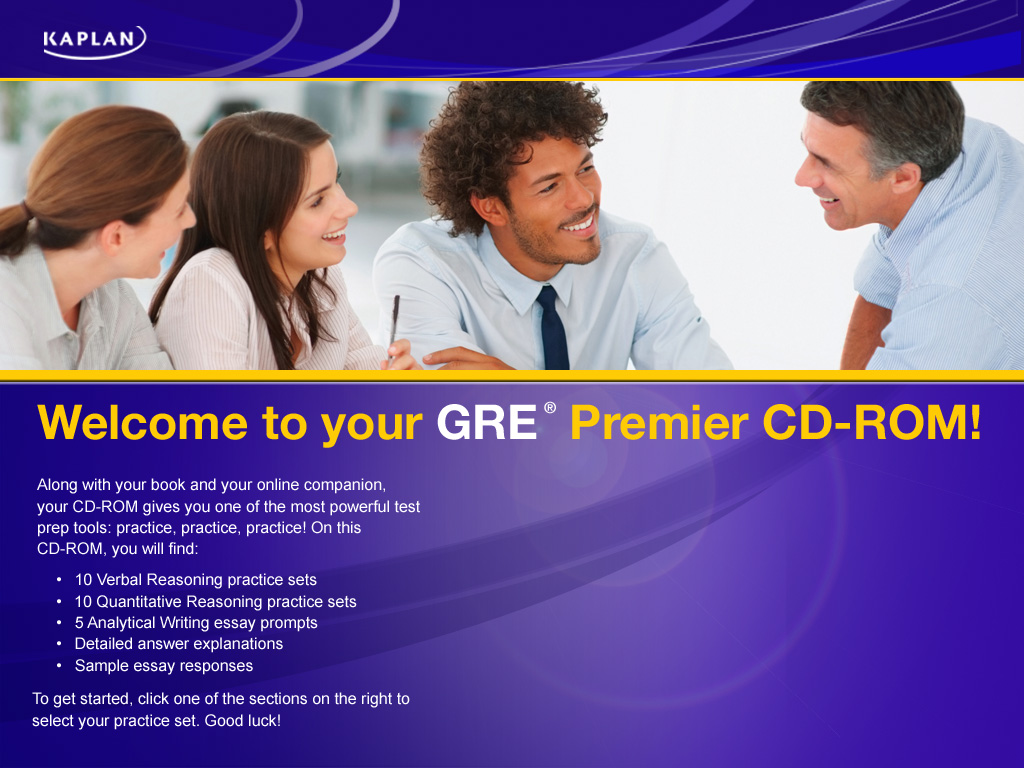 KAPLAN
Welcome to your GRE® Premier CD-ROM!
Along with your book and your online companion,
your CD-ROM gives you one of the most powerful test
prep tools: practice, practice, practice! On this
CD-ROM, you will find:
• 10 Verbal Reasoning practice sets
• 10 Quantitative Reasoning practice sets
• 5 Analytical Writing essay prompts
• Detailed answer explanations
• Sample essay responses
To get started, click one of the sections on the right to
select your practice set. Good luck!